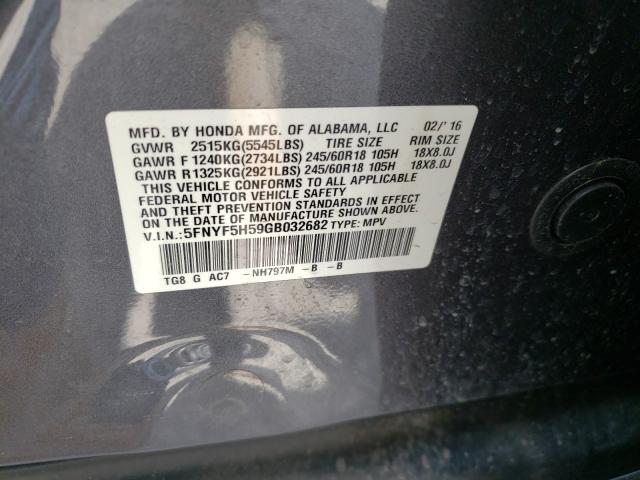 MFD. BY HONDA MFG. OF ALABAMA, LLC 02/'16
GVWR 2515KG(5545LBS) TIRE SIZE RIM SIZE
GAWR F 1240KG(2734LBS) 245/60R18 105H 18X8.0J
GAWR R 1325KG(2921LBS) 245/60R18 105H 18X8.0J
THIS VEHICLE CONFORMS TO ALL APPLICABLE
FEDERAL MOTOR VEHICLE SAFETY
AND THEFT PREVENTION STANDARDS IN EFFECT
ON THE DATE OF MANUFACTURE SHOWN ABOVE.
V.I.N.:5FNYF5H59GB032682 TYPE: MPV
TG8 G AC7 -NH797M -B -B